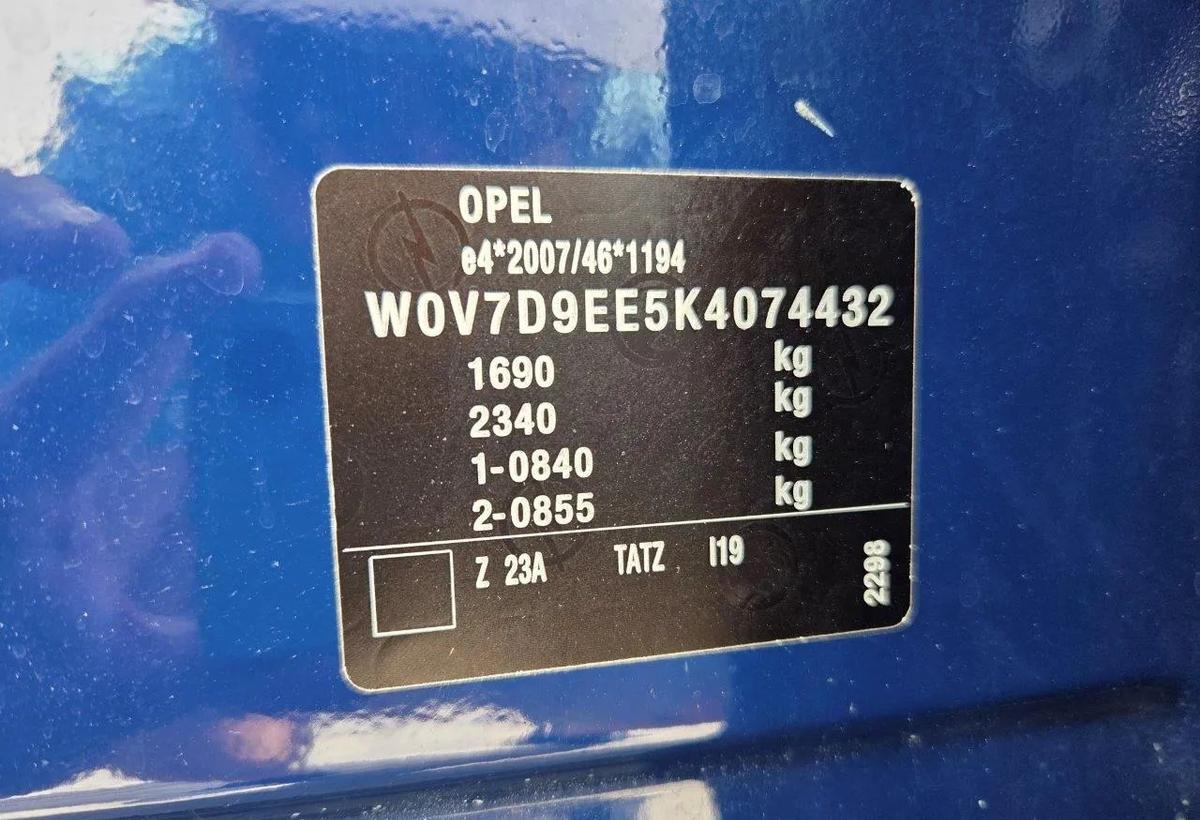 OPEL
e4*2007/46*1194
W0V7D9EE5K4074432
1690 kg
2340 kg
1-0840 kg
2-0855 kg
Z 23A TATZ I19
2298